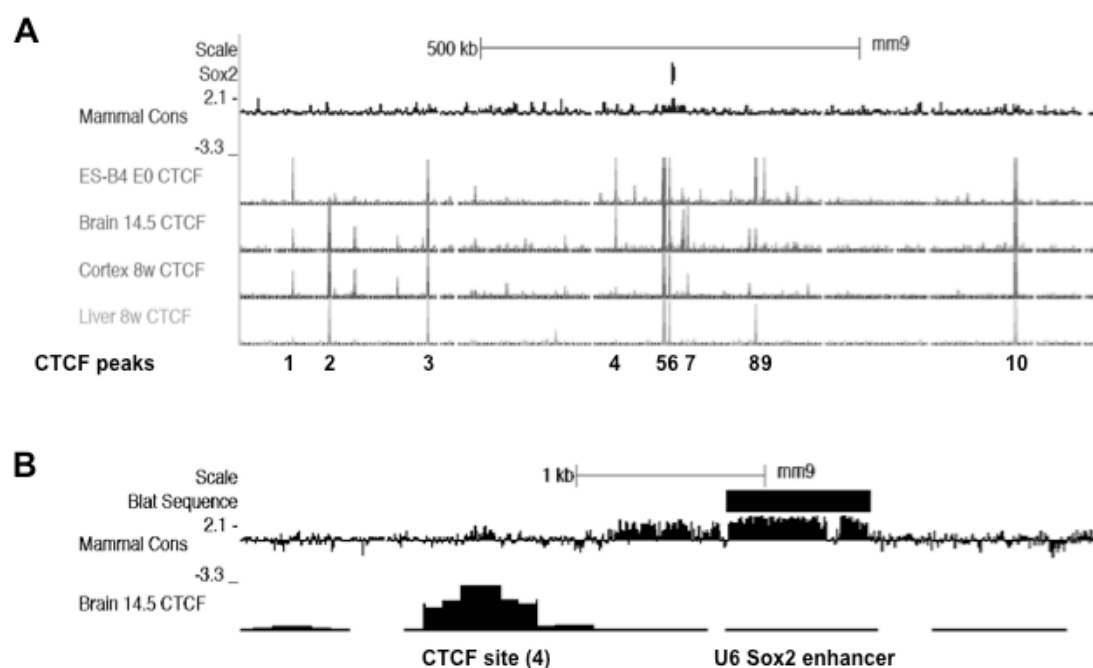 A
Scale 500 kb mm9
Sox2
2.1 -
Mammal Cons
-3.3 _
ES-B4 E0 CTCF
Brain 14.5 CTCF
Cortex 8w CTCF
Liver 8w CTCF
CTCF peaks 1 2 3 4 56 7 89 10
B
Scale 1 kb mm9
Blat Sequence
2.1 -
Mammal Cons
-3.3 _
Brain 14.5 CTCF
CTCF site (4) U6 Sox2 enhancer